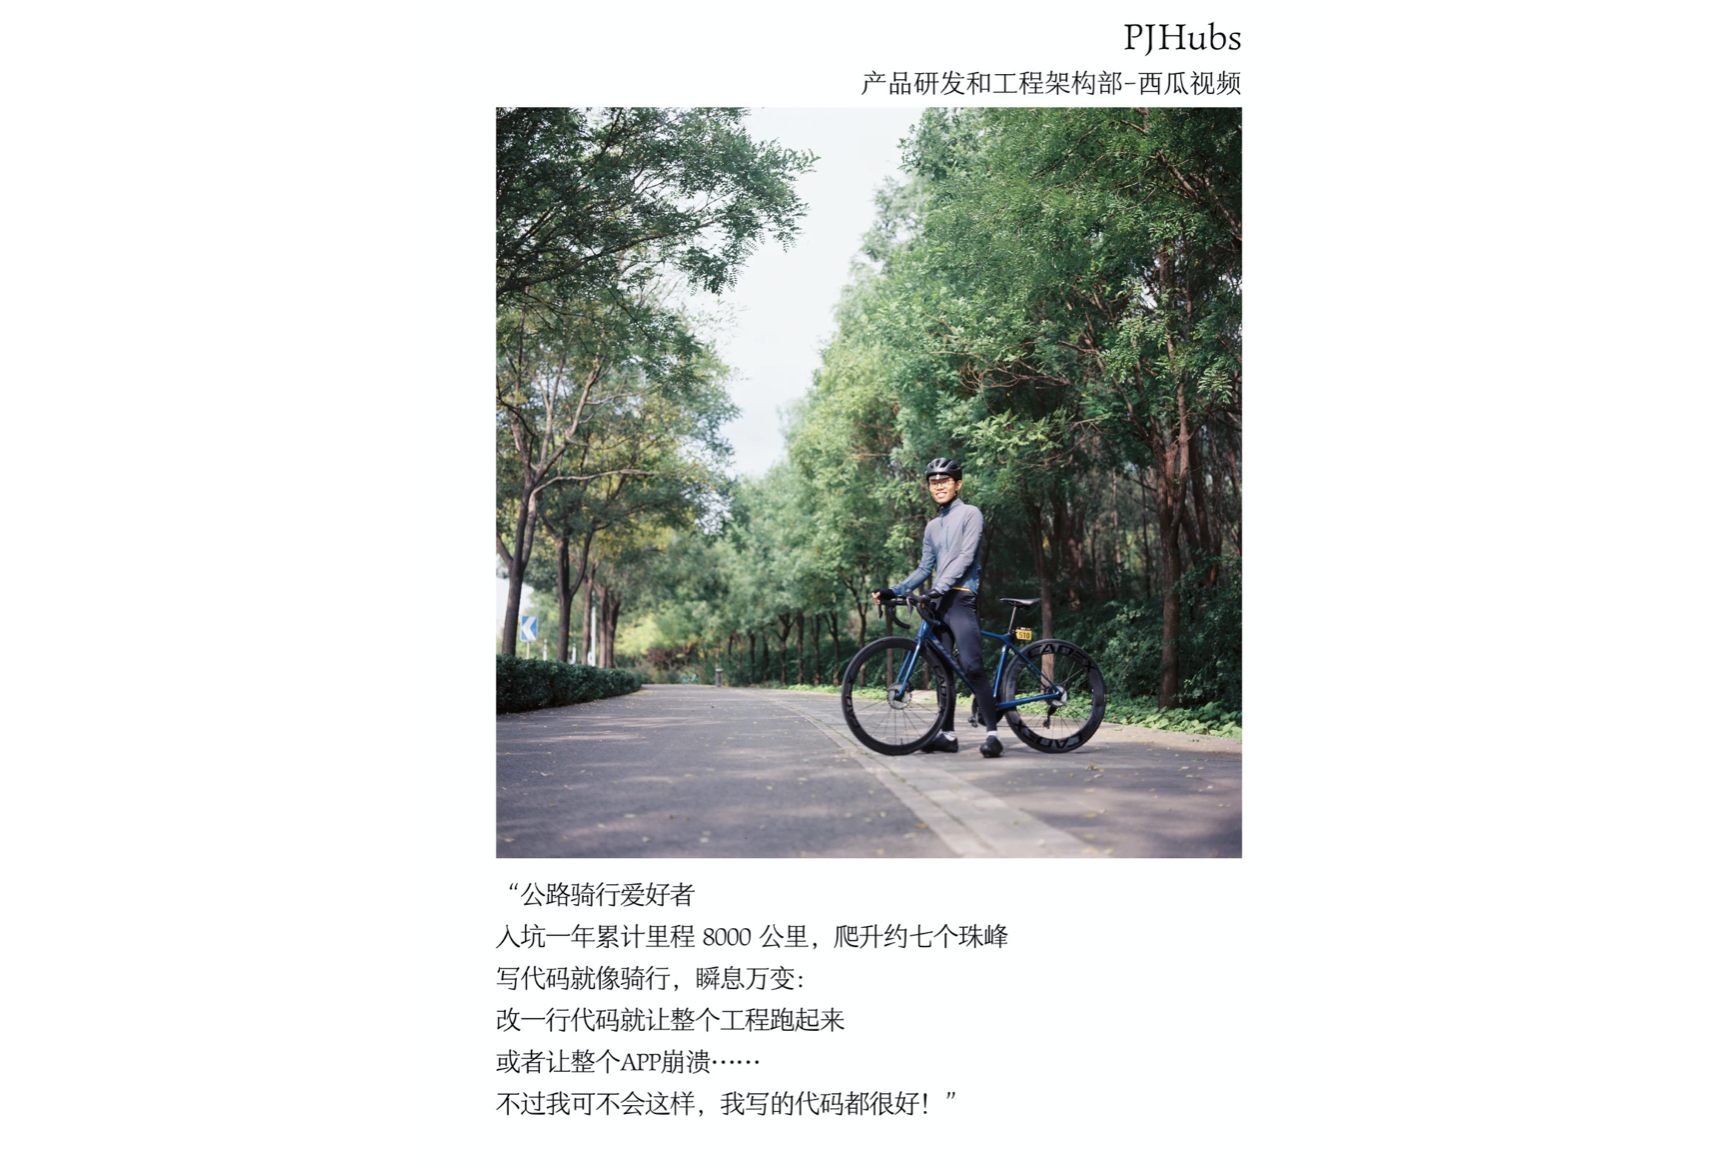 PJHubs
产品研发和工程架构部-西瓜视频
510
CADEX
CADEX
“公路骑行爱好者
入坑一年累计里程 8000 公里，爬升约七个珠峰
写代码就像骑行，瞬息万变：
改一行代码就让整个工程跑起来
或者让整个APP崩溃……
不过我可不会这样，我写的代码都很好！”